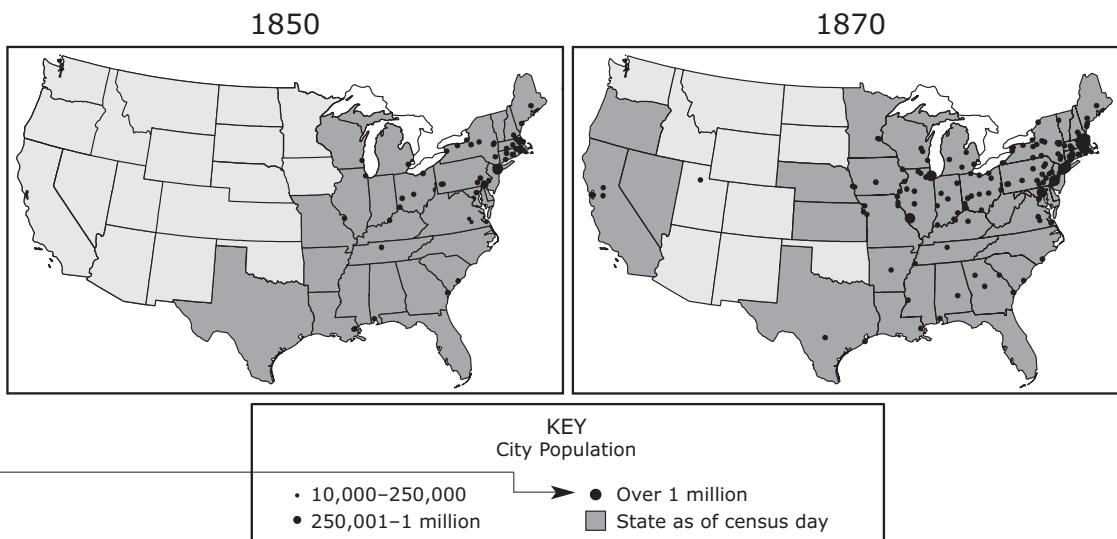 1850
1870
KEY
City Population
10,000–250,000
250,001–1 million
Over 1 million
State as of census day